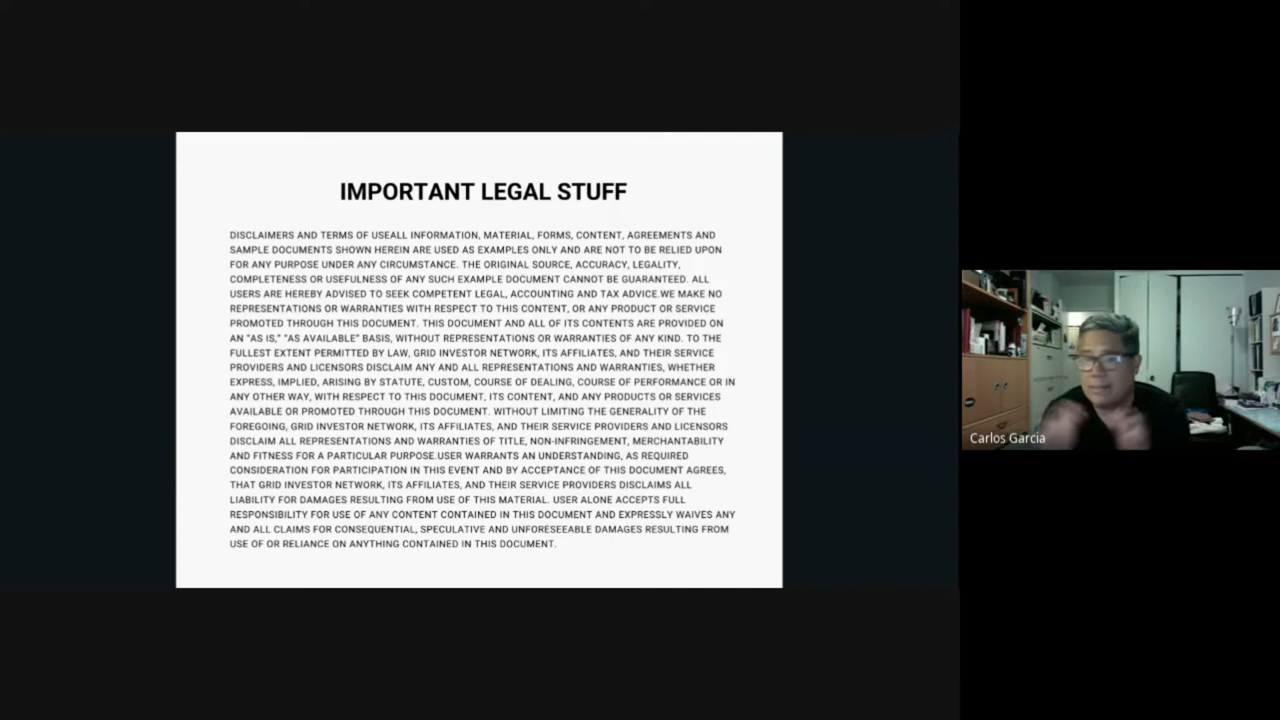 IMPORTANT LEGAL STUFF
DISCLAIMERS AND TERMS OF USEALL INFORMATION, MATERIAL, FORMS, CONTENT, AGREEMENTS AND
SAMPLE DOCUMENTS SHOWN HEREIN ARE USED AS EXAMPLES ONLY AND ARE NOT TO BE RELIED UPON
FOR ANY PURPOSE UNDER ANY CIRCUMSTANCE. THE ORIGINAL SOURCE, ACCURACY, LEGALITY,
COMPLETENESS OR USEFULNESS OF ANY SUCH EXAMPLE DOCUMENT CANNOT BE GUARANTEED. ALL
USERS ARE HEREBY ADVISED TO SEEK COMPETENT LEGAL, ACCOUNTING AND TAX ADVICE.WE MAKE NO
REPRESENTATIONS OR WARRANTIES WITH RESPECT TO THIS CONTENT, OR ANY PRODUCT OR SERVICE
PROMOTED THROUGH THIS DOCUMENT. THIS DOCUMENT AND ALL OF ITS CONTENTS ARE PROVIDED ON
AN “AS IS,” “AS AVAILABLE” BASIS, WITHOUT REPRESENTATIONS OR WARRANTIES OF ANY KIND. TO THE
FULLEST EXTENT PERMITTED BY LAW, GRID INVESTOR NETWORK, ITS AFFILIATES, AND THEIR SERVICE
PROVIDERS AND LICENSORS DISCLAIM ANY AND ALL REPRESENTATIONS AND WARRANTIES, WHETHER
EXPRESS, IMPLIED, ARISING BY STATUTE, CUSTOM, COURSE OF DEALING, COURSE OF PERFORMANCE OR IN
ANY OTHER WAY, WITH RESPECT TO THIS DOCUMENT, ITS CONTENT, AND ANY PRODUCTS OR SERVICES
AVAILABLE OR PROMOTED THROUGH THIS DOCUMENT. WITHOUT LIMITING THE GENERALITY OF THE
FOREGOING, GRID INVESTOR NETWORK, ITS AFFILIATES, AND THEIR SERVICE PROVIDERS AND LICENSORS
DISCLAIM ALL REPRESENTATIONS AND WARRANTIES OF TITLE, NON-INFRINGEMENT, MERCHANTABILITY
AND FITNESS FOR A PARTICULAR PURPOSE.USER WARRANTS AN UNDERSTANDING, AS REQUIRED
CONSIDERATION FOR PARTICIPATION IN THIS EVENT AND BY ACCEPTANCE OF THIS DOCUMENT AGREES,
THAT GRID INVESTOR NETWORK, ITS AFFILIATES, AND THEIR SERVICE PROVIDERS DISCLAIMS ALL
LIABILITY FOR DAMAGES RESULTING FROM USE OF THIS MATERIAL. USER ALONE ACCEPTS FULL
RESPONSIBILITY FOR USE OF ANY CONTENT CONTAINED IN THIS DOCUMENT AND EXPRESSLY WAIVES ANY
AND ALL CLAIMS FOR CONSEQUENTIAL, SPECULATIVE AND UNFORESEEABLE DAMAGES RESULTING FROM
USE OF OR RELIANCE ON ANYTHING CONTAINED IN THIS DOCUMENT.
Carlos Garcia